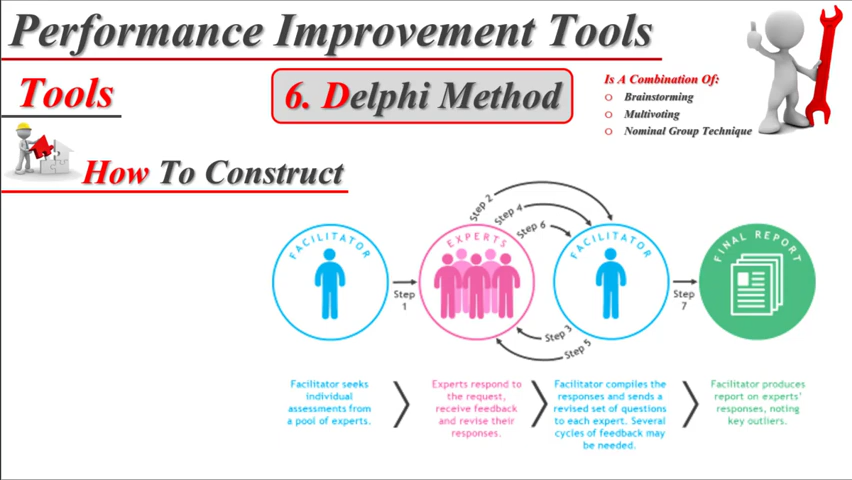 Performance Improvement Tools
Tools
6. Delphi Method
Is A Combination Of:
Brainstorming
Multivoting
Nominal Group Technique
How To Construct
FACILITATOR
Step 1
EXPERTS
Step 2
Step 4
Step 6
Step 3
Step 5
FACILITATOR
Step 7
FINAL REPORT
Facilitator seeks
individual
assessments from
a pool of experts.
Experts respond to
the request,
receive feedback
and revise their
responses.
Facilitator compiles the
responses and sends a
revised set of questions
to each expert. Several
cycles of feedback may
be needed.
Facilitator produces
report on experts'
responses, noting
key outliers.